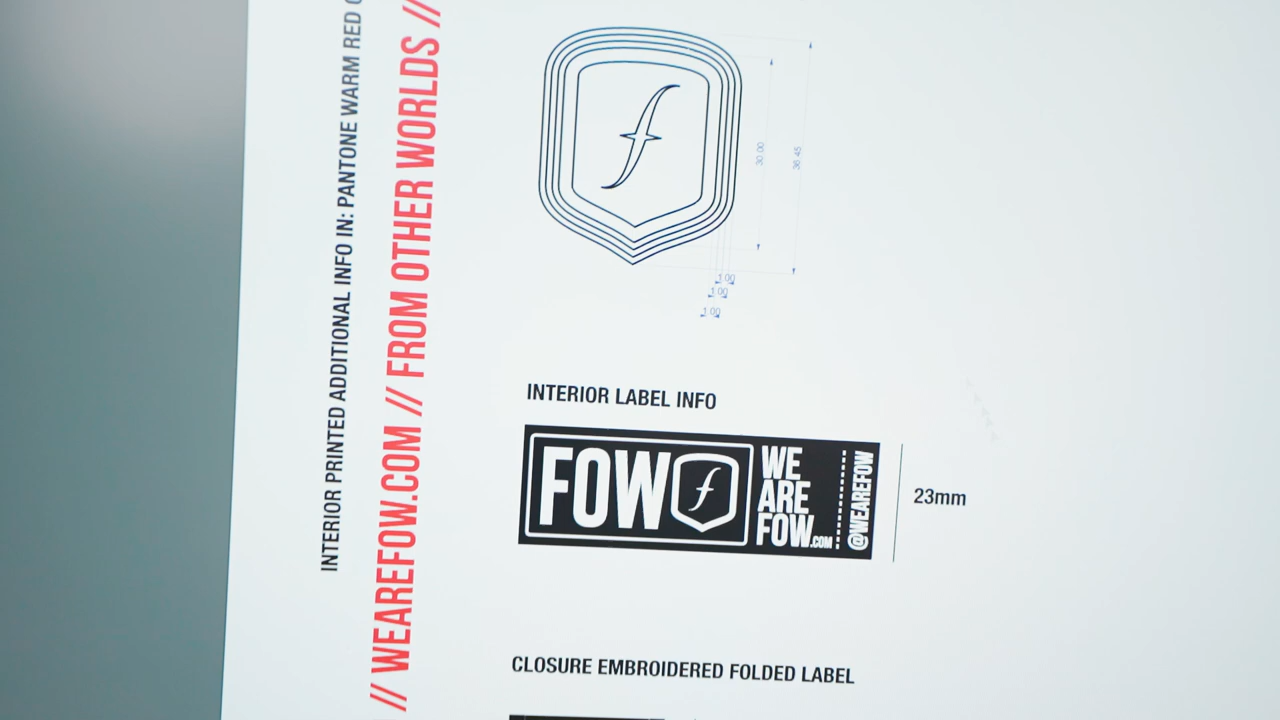 INTERIOR PRINTED ADDITIONAL INFO IN: PANTONE WARM RED
// WEAREFOW.COM // FROM OTHER WORLDS //
f
30.00
36.45
1.00
1.00
1.00
INTERIOR LABEL INFO
FOW f
WE
ARE
FOW.COM
@WEAREFOW
23mm
CLOSURE EMBROIDERED FOLDED LABEL